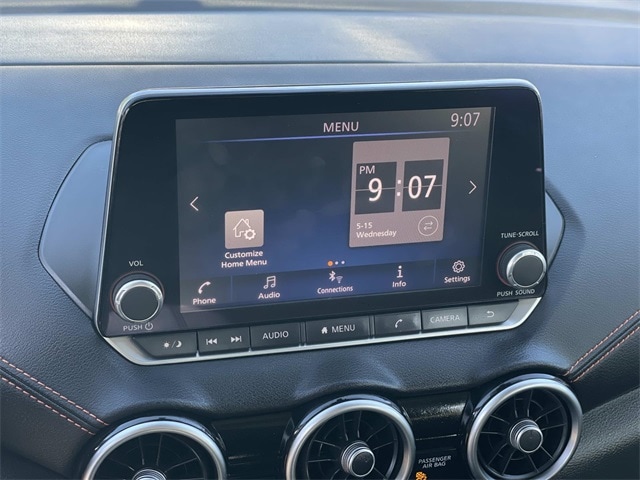 MENU
9:07
PM
9:07
5-15
Wednesday
Customize
Home Menu
Phone
Audio
Connections
Info
Settings
VOL
PUSH
TUNE·SCROLL
PUSH SOUND
AUDIO
MENU
CAMERA
PASSENGER
AIR BAG